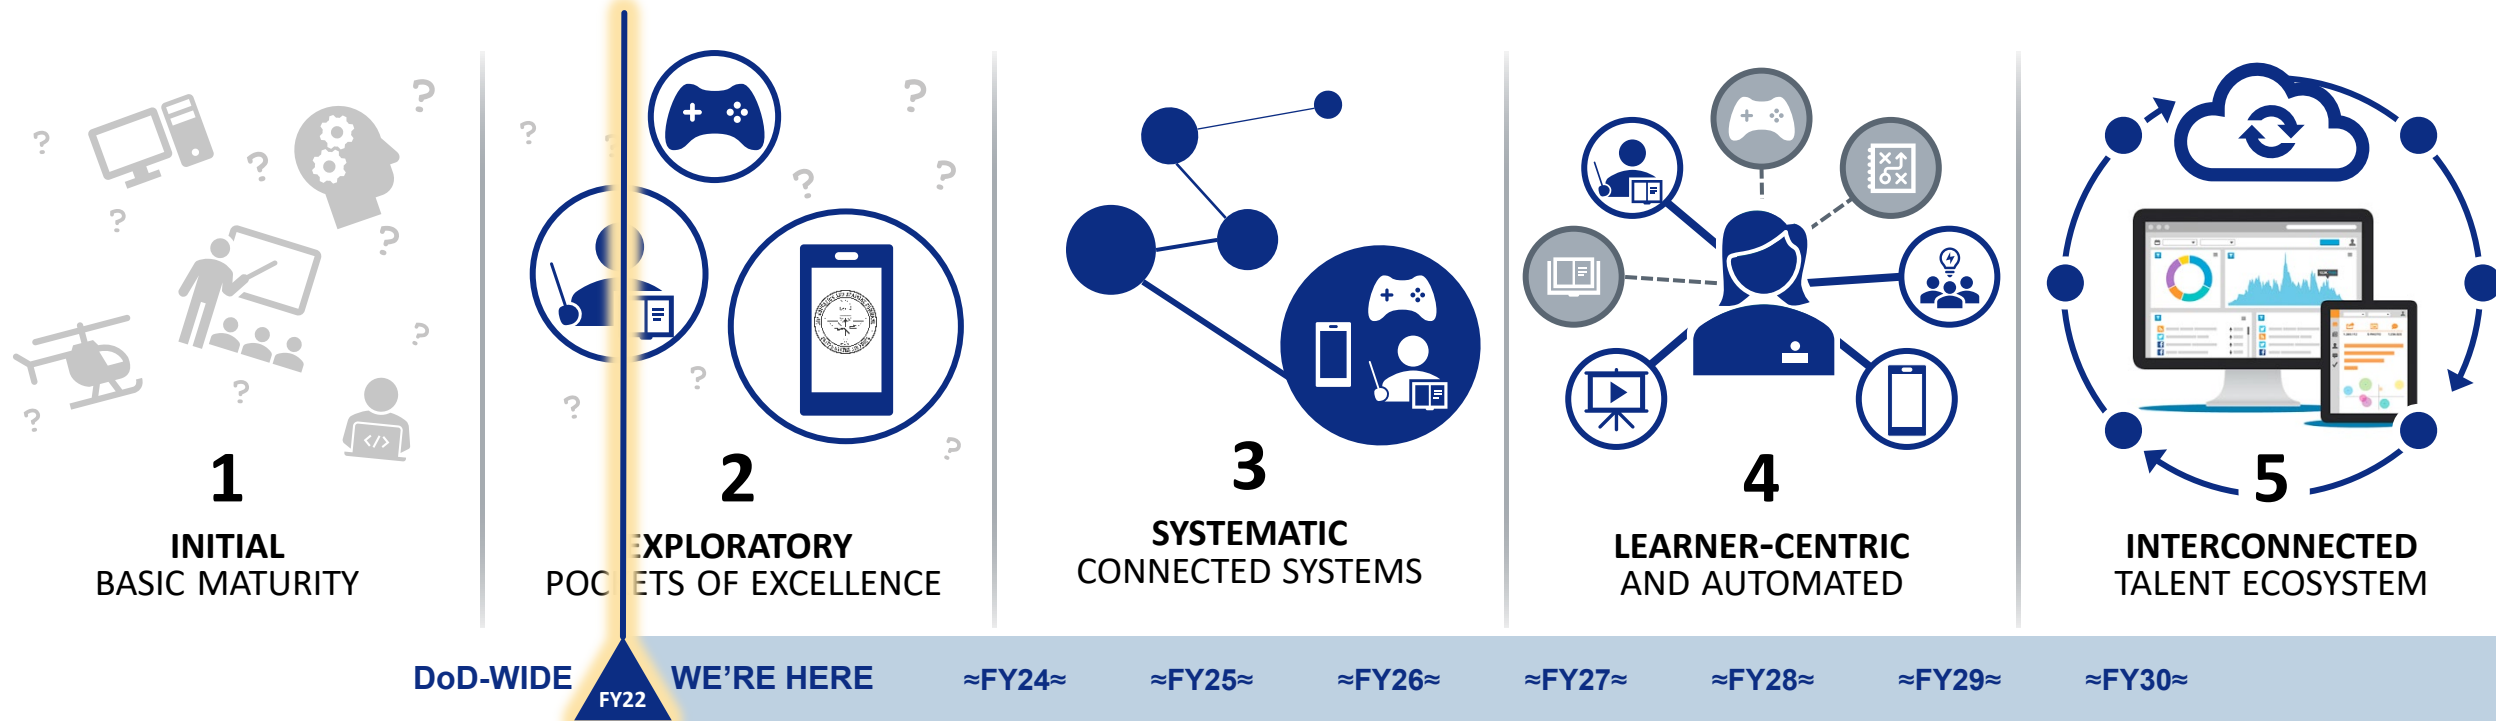 1
INITIAL
BASIC MATURITY
2
EXPLORATORY
POCKETS OF EXCELLENCE
3
SYSTEMATIC
CONNECTED SYSTEMS
4
LEARNER-CENTRIC
AND AUTOMATED
5
INTERCONNECTED
TALENT ECOSYSTEM
DoD-WIDE
FY22
WE'RE HERE
≈FY24≈
≈FY25≈
≈FY26≈
≈FY27≈
≈FY28≈
≈FY29≈
≈FY30≈